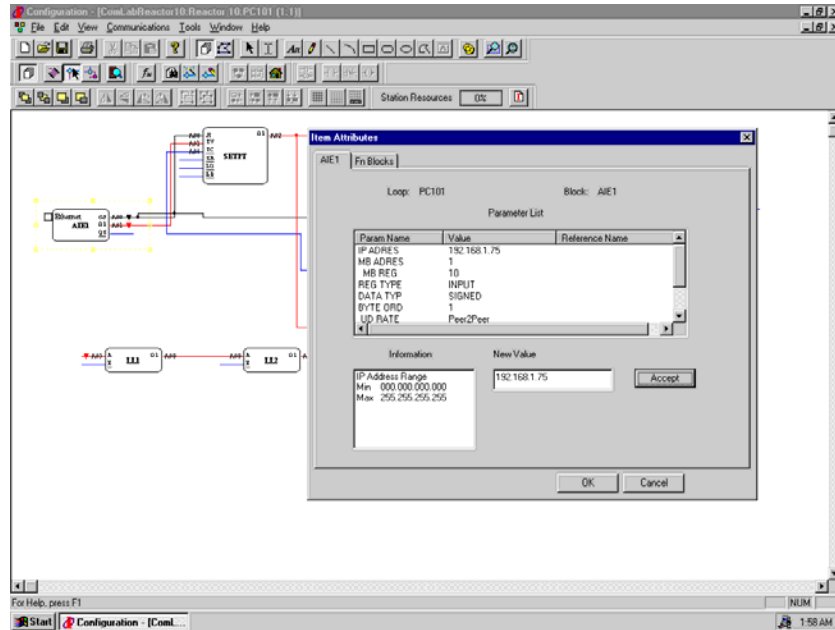 Configuration - [ComLabReactor10:Reactor 10.PC101 (1:1)]
File Edit View Communications Tools Window Help
Station Resources 0%
SETPT
Ethernet
AIE1
LL1
LL2
Item Attributes
AIE1 Fn Blocks
Loop: PC101 Block: AIE1
Parameter List
Param Name Value Reference Name
IP ADRES 192.168.1.75
MB ADRES 1
MB REG 10
REG TYPE INPUT
DATA TYP SIGNED
BYTE ORD 1
UD RATE Peer2Peer
Information New Value
IP Address Range
Min 000.000.000.000
Max 255.255.255.255
192.168.1.75
Accept
OK Cancel
For Help, press F1
NUM
Start Configuration - [ComL...
1:58 AM